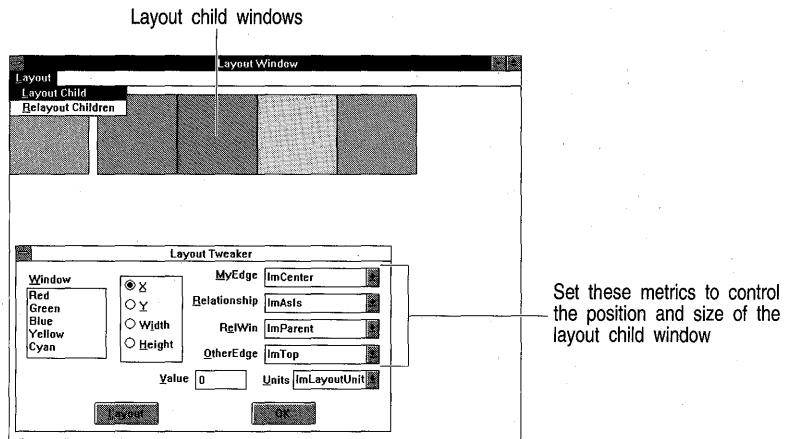 Layout child windows
Layout Window
Layout
Layout Child
Relayout Children
Layout Tweaker
Window
Red
Green
Blue
Yellow
Cyan
X
Y
Width
Height
MyEdge lmCenter
Relationship lmAsIs
RelWin lmParent
OtherEdge lmTop
Value 0 Units lmLayoutUnit
Layout OK
Set these metrics to control
the position and size of the
layout child window